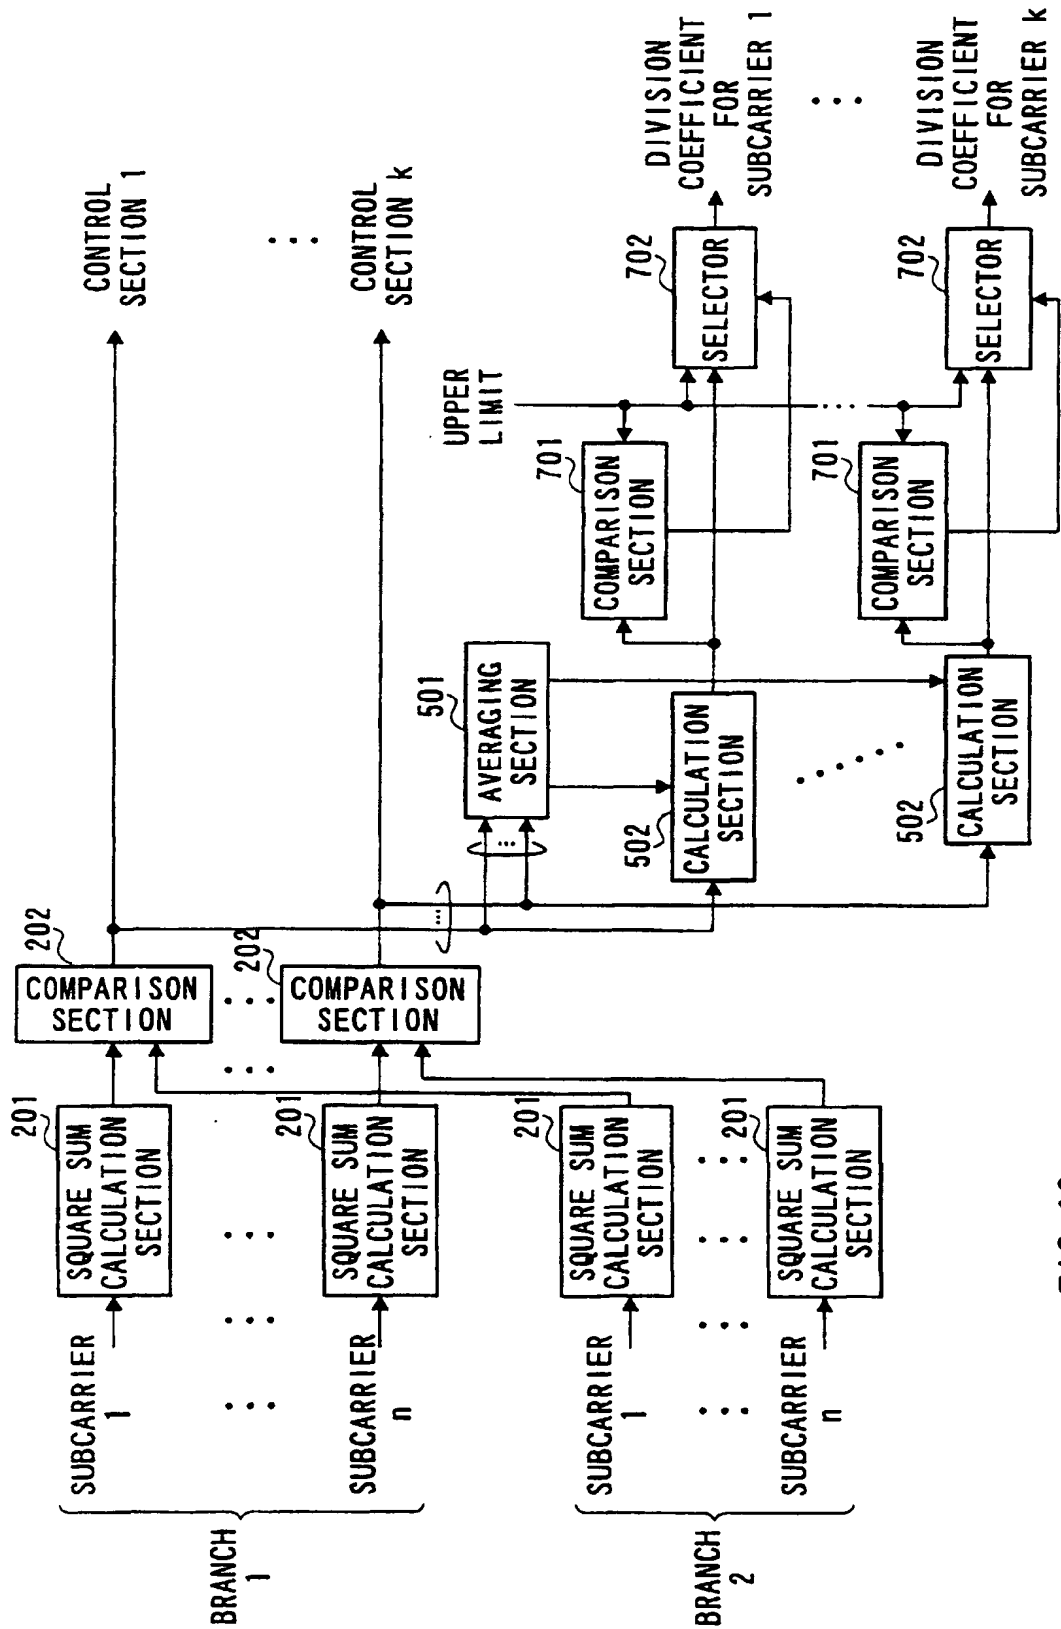 BRANCH
1
SUBCARRIER
1
SUBCARRIER
n
201
SQUARE SUM
CALCULATION
SECTION
201
SQUARE SUM
CALCULATION
SECTION
202
COMPARISON
SECTION
202
COMPARISON
SECTION
CONTROL
SECTION 1
CONTROL
SECTION k
BRANCH
2
SUBCARRIER
1
SUBCARRIER
n
201
SQUARE SUM
CALCULATION
SECTION
201
SQUARE SUM
CALCULATION
SECTION
501
AVERAGING
SECTION
502
CALCULATION
SECTION
502
CALCULATION
SECTION
UPPER
LIMIT
701
COMPARISON
SECTION
701
COMPARISON
SECTION
702
SELECTOR
702
SELECTOR
DIVISION
COEFFICIENT
FOR
SUBCARRIER 1
DIVISION
COEFFICIENT
FOR
SUBCARRIER k